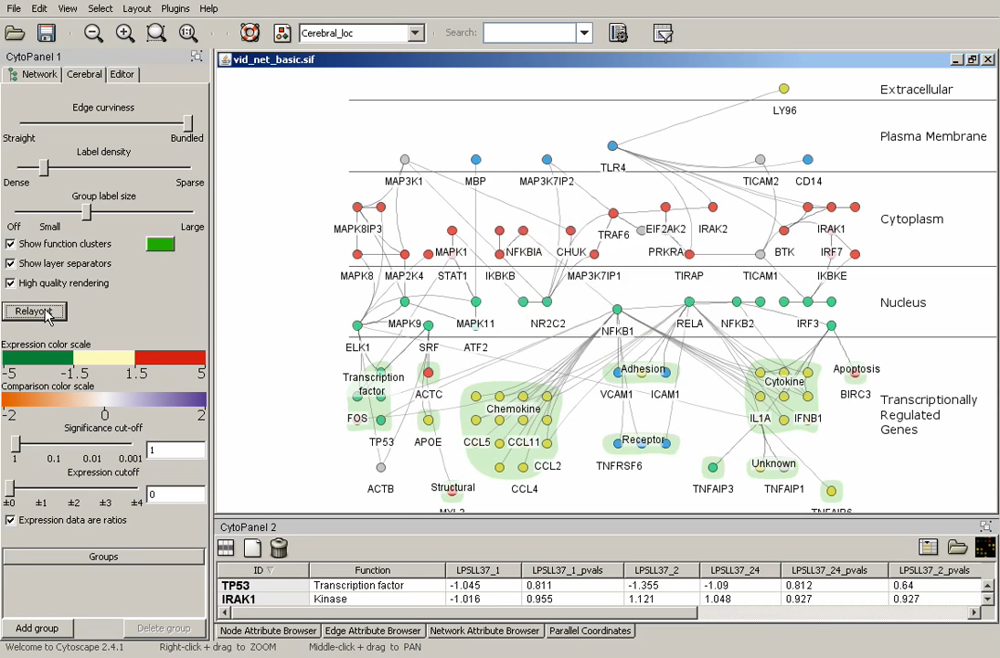 File Edit View Select Layout Plugins Help
Cerebral_loc Search:
CytoPanel 1
Network Cerebral Editor
Edge curviness
Straight Bundled
Label density
Dense Sparse
Group label size
Off Small Large
Show function clusters
Show layer separators
High quality rendering
Relayout
Expression color scale
-5 -1.5 1.5 5
Comparison color scale
-2 0 2
Significance cut-off
1 0.1 0.01 0.001 1
Expression cutoff
±0 ±1 ±2 ±3 ±4 0
Expression data are ratios
Groups
Add group Delete group
vid_net_basic.sif
Extracellular
LY96
Plasma Membrane
TLR4
MAP3K1 MBP MAP3K7IP2 TICAM2 CD14
Cytoplasm
MAPK8IP3 TRAF6 EIF2AK2 IRAK2 IRAK1
MAPK1 NFKBIA CHUK PRKRA BTK IRF7
MAPK8 MAP2K4 STAT1 IKBKB MAP3K7IP1 TIRAP TICAM1 IKBKE
Nucleus
MAPK9 MAPK11 NR2C2 NFKB1 RELA NFKB2 IRF3
ELK1 SRF ATF2
Transcription
factor
Adhesion Cytokine Apoptosis
ACTC VCAM1 ICAM1 BIRC3
Chemokine
Transcriptionally
Regulated
Genes
FOS IL1A IFNB1
TP53 APOE CCL5 CCL11 Receptor
CCL2 TNFRSF6 Unknown
ACTB Structural CCL4 TNFAIP3 TNFAIP1
CytoPanel 2
ID Function LPSLL37_1 LPSLL37_1_pvals LPSLL37_2 LPSLL37_24 LPSLL37_24_pvals LPSLL37_2_pvals
TP53 Transcription factor -1.045 0.811 -1.355 -1.09 0.812 0.64
IRAK1 Kinase -1.016 0.955 1.121 1.048 0.927 0.927
Node Attribute Browser Edge Attribute Browser Network Attribute Browser Parallel Coordinates
Welcome to Cytoscape 2.4.1 Right-click + drag to ZOOM Middle-click + drag to PAN